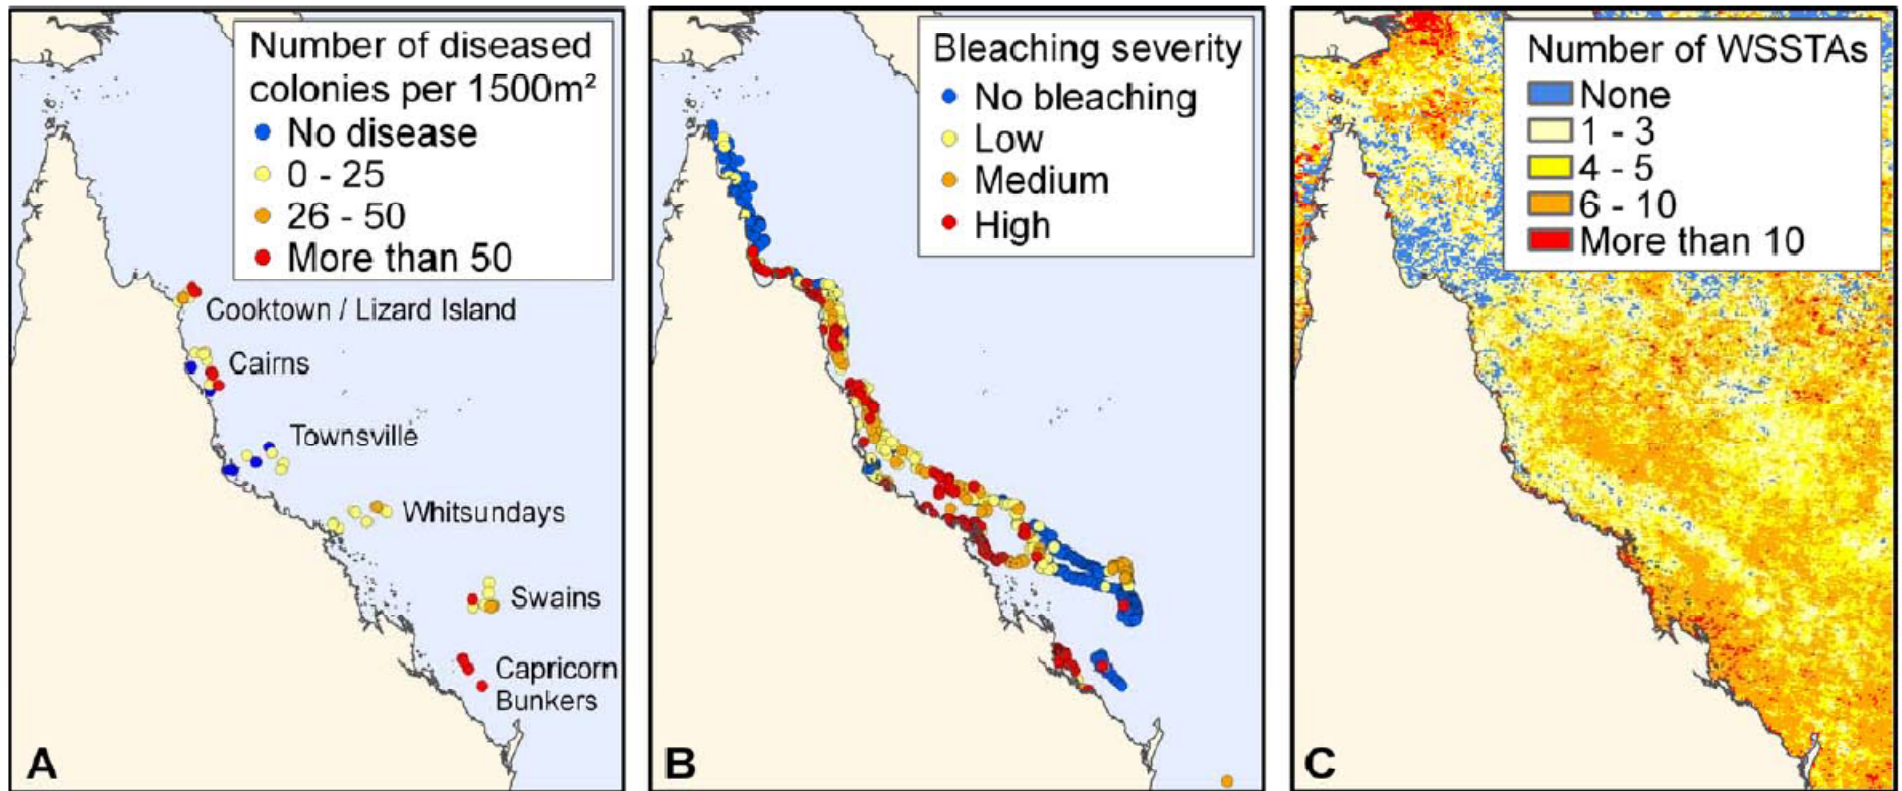 Number of diseased
colonies per 1500m²
No disease
0 - 25
26 - 50
More than 50
Cooktown / Lizard Island
Cairns
Townsville
Whitsundays
Swains
Capricorn
Bunkers
A
Bleaching severity
No bleaching
Low
Medium
High
B
Number of WSSTAs
None
1 - 3
4 - 5
6 - 10
More than 10
C